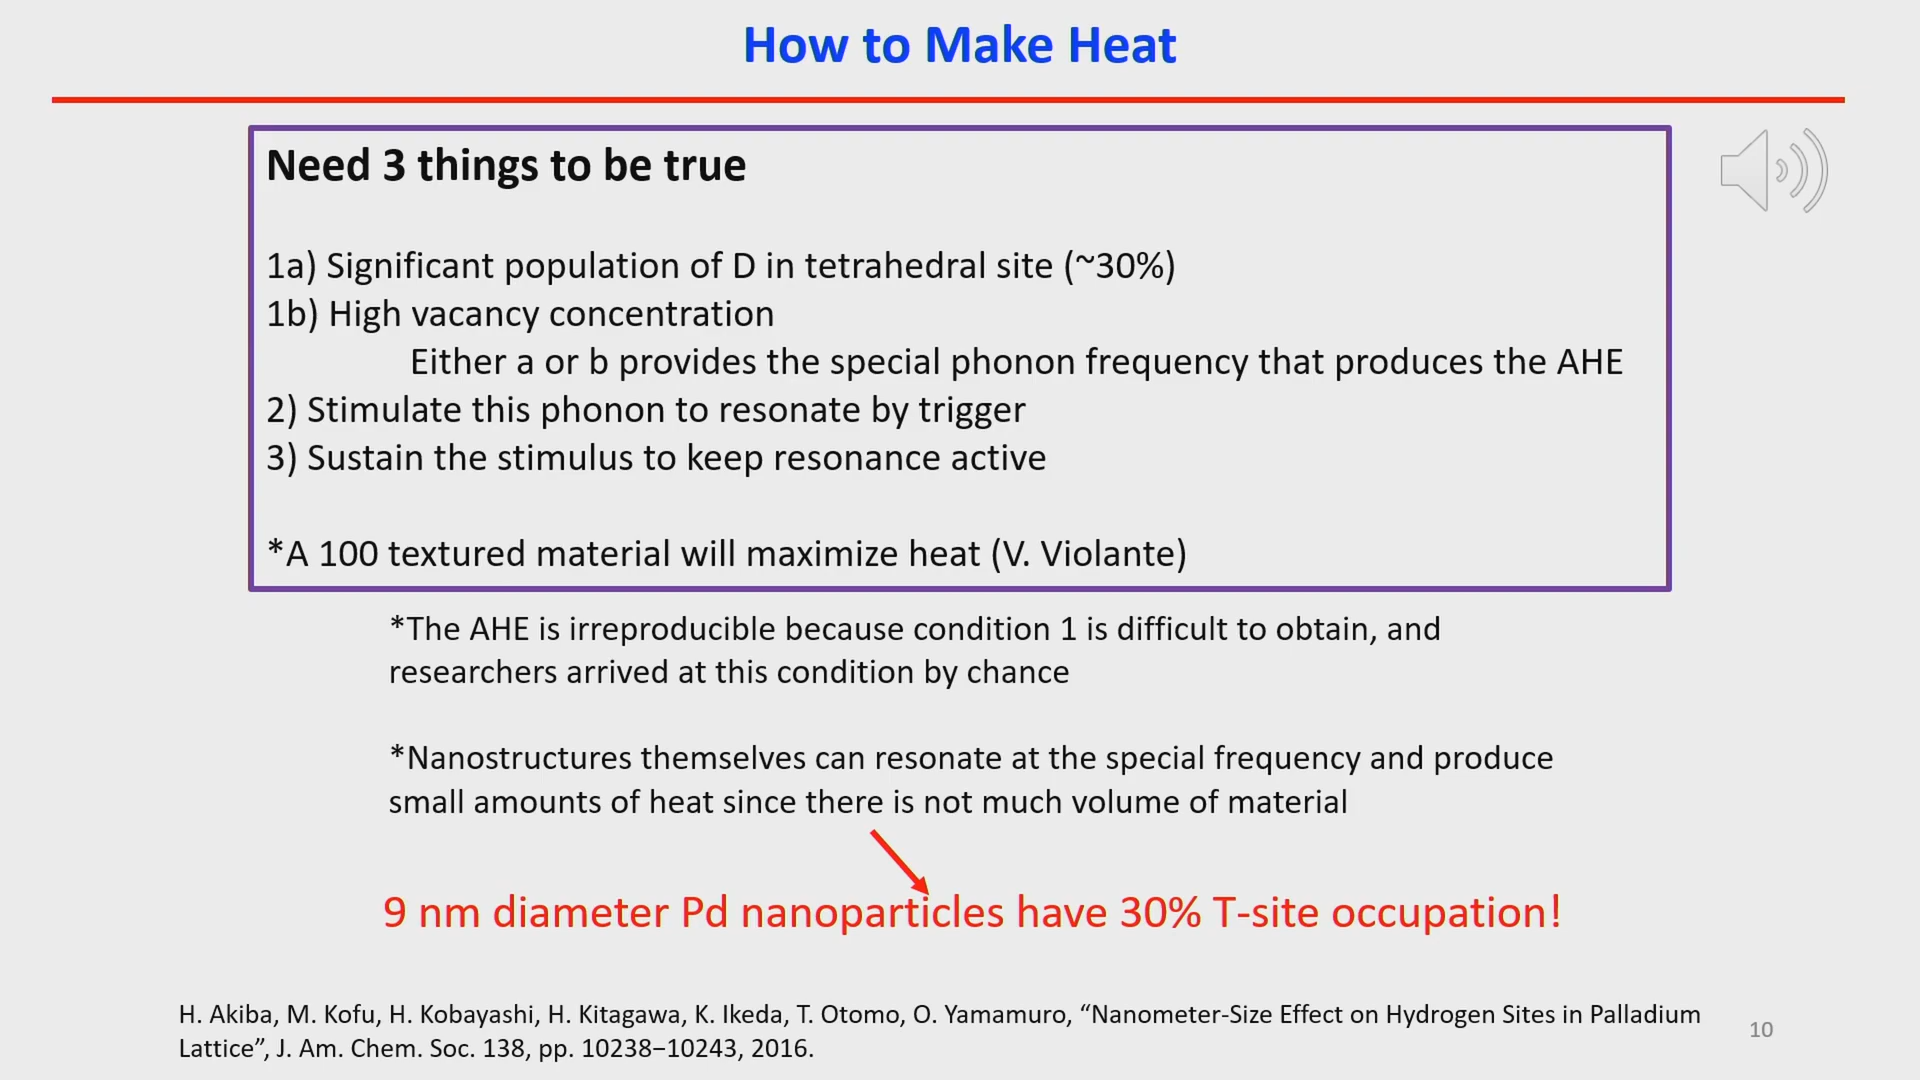 How to Make Heat
Need 3 things to be true
1a) Significant population of D in tetrahedral site (~30%)
1b) High vacancy concentration
Either a or b provides the special phonon frequency that produces the AHE
2) Stimulate this phonon to resonate by trigger
3) Sustain the stimulus to keep resonance active
*A 100 textured material will maximize heat (V. Violante)
*The AHE is irreproducible because condition 1 is difficult to obtain, and
researchers arrived at this condition by chance
*Nanostructures themselves can resonate at the special frequency and produce
small amounts of heat since there is not much volume of material
9 nm diameter Pd nanoparticles have 30% T-site occupation!
H. Akiba, M. Kofu, H. Kobayashi, H. Kitagawa, K. Ikeda, T. Otomo, O. Yamamuro, “Nanometer-Size Effect on Hydrogen Sites in Palladium
Lattice”, J. Am. Chem. Soc. 138, pp. 10238−10243, 2016.
10